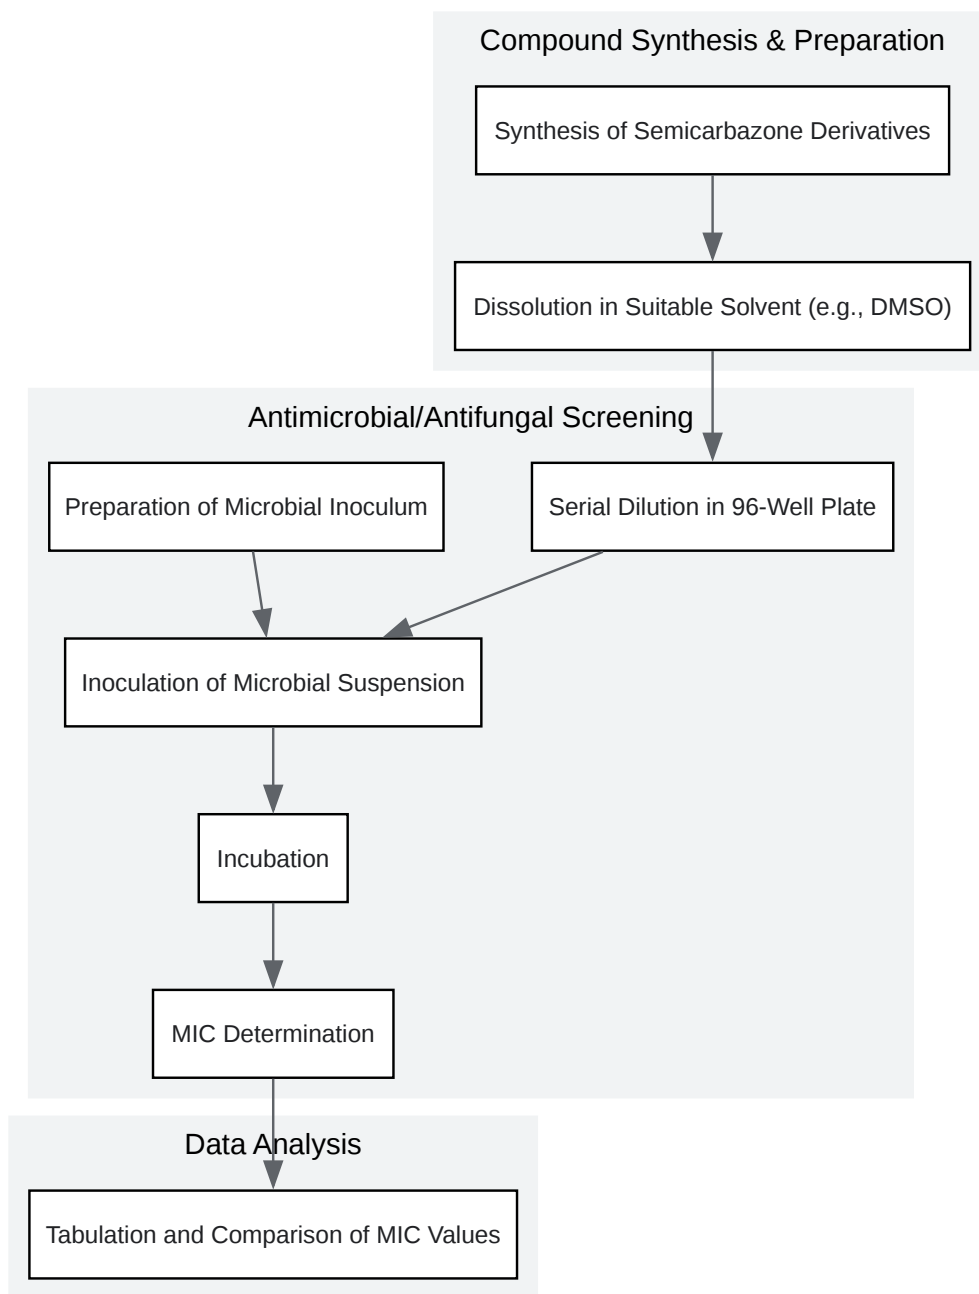 Compound Synthesis & Preparation
Synthesis of Semicarbazone Derivatives
Dissolution in Suitable Solvent (e.g., DMSO)
Antimicrobial/Antifungal Screening
Preparation of Microbial Inoculum
Serial Dilution in 96-Well Plate
Inoculation of Microbial Suspension
Incubation
MIC Determination
Data Analysis
Tabulation and Comparison of MIC Values